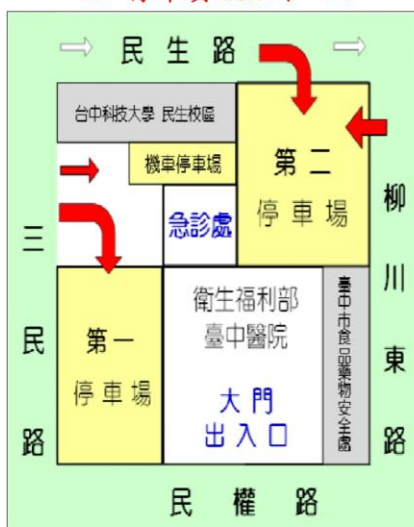 民生路
台中科技大學 民生校區
機車停車場
第二
停車場
急診處
柳川東路
三民路
衛生福利部
臺中醫院
大門
出入口
第一
停車場
臺中市食品藥物安全處
民權路